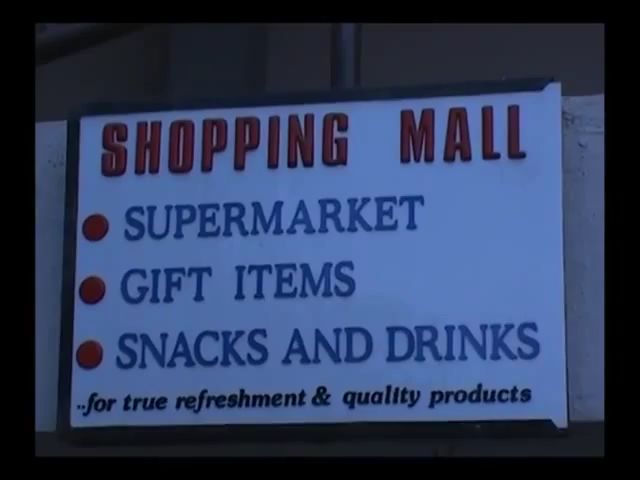 SHOPPING MALL
SUPERMARKET
GIFT ITEMS
SNACKS AND DRINKS
..for true refreshment & quality products